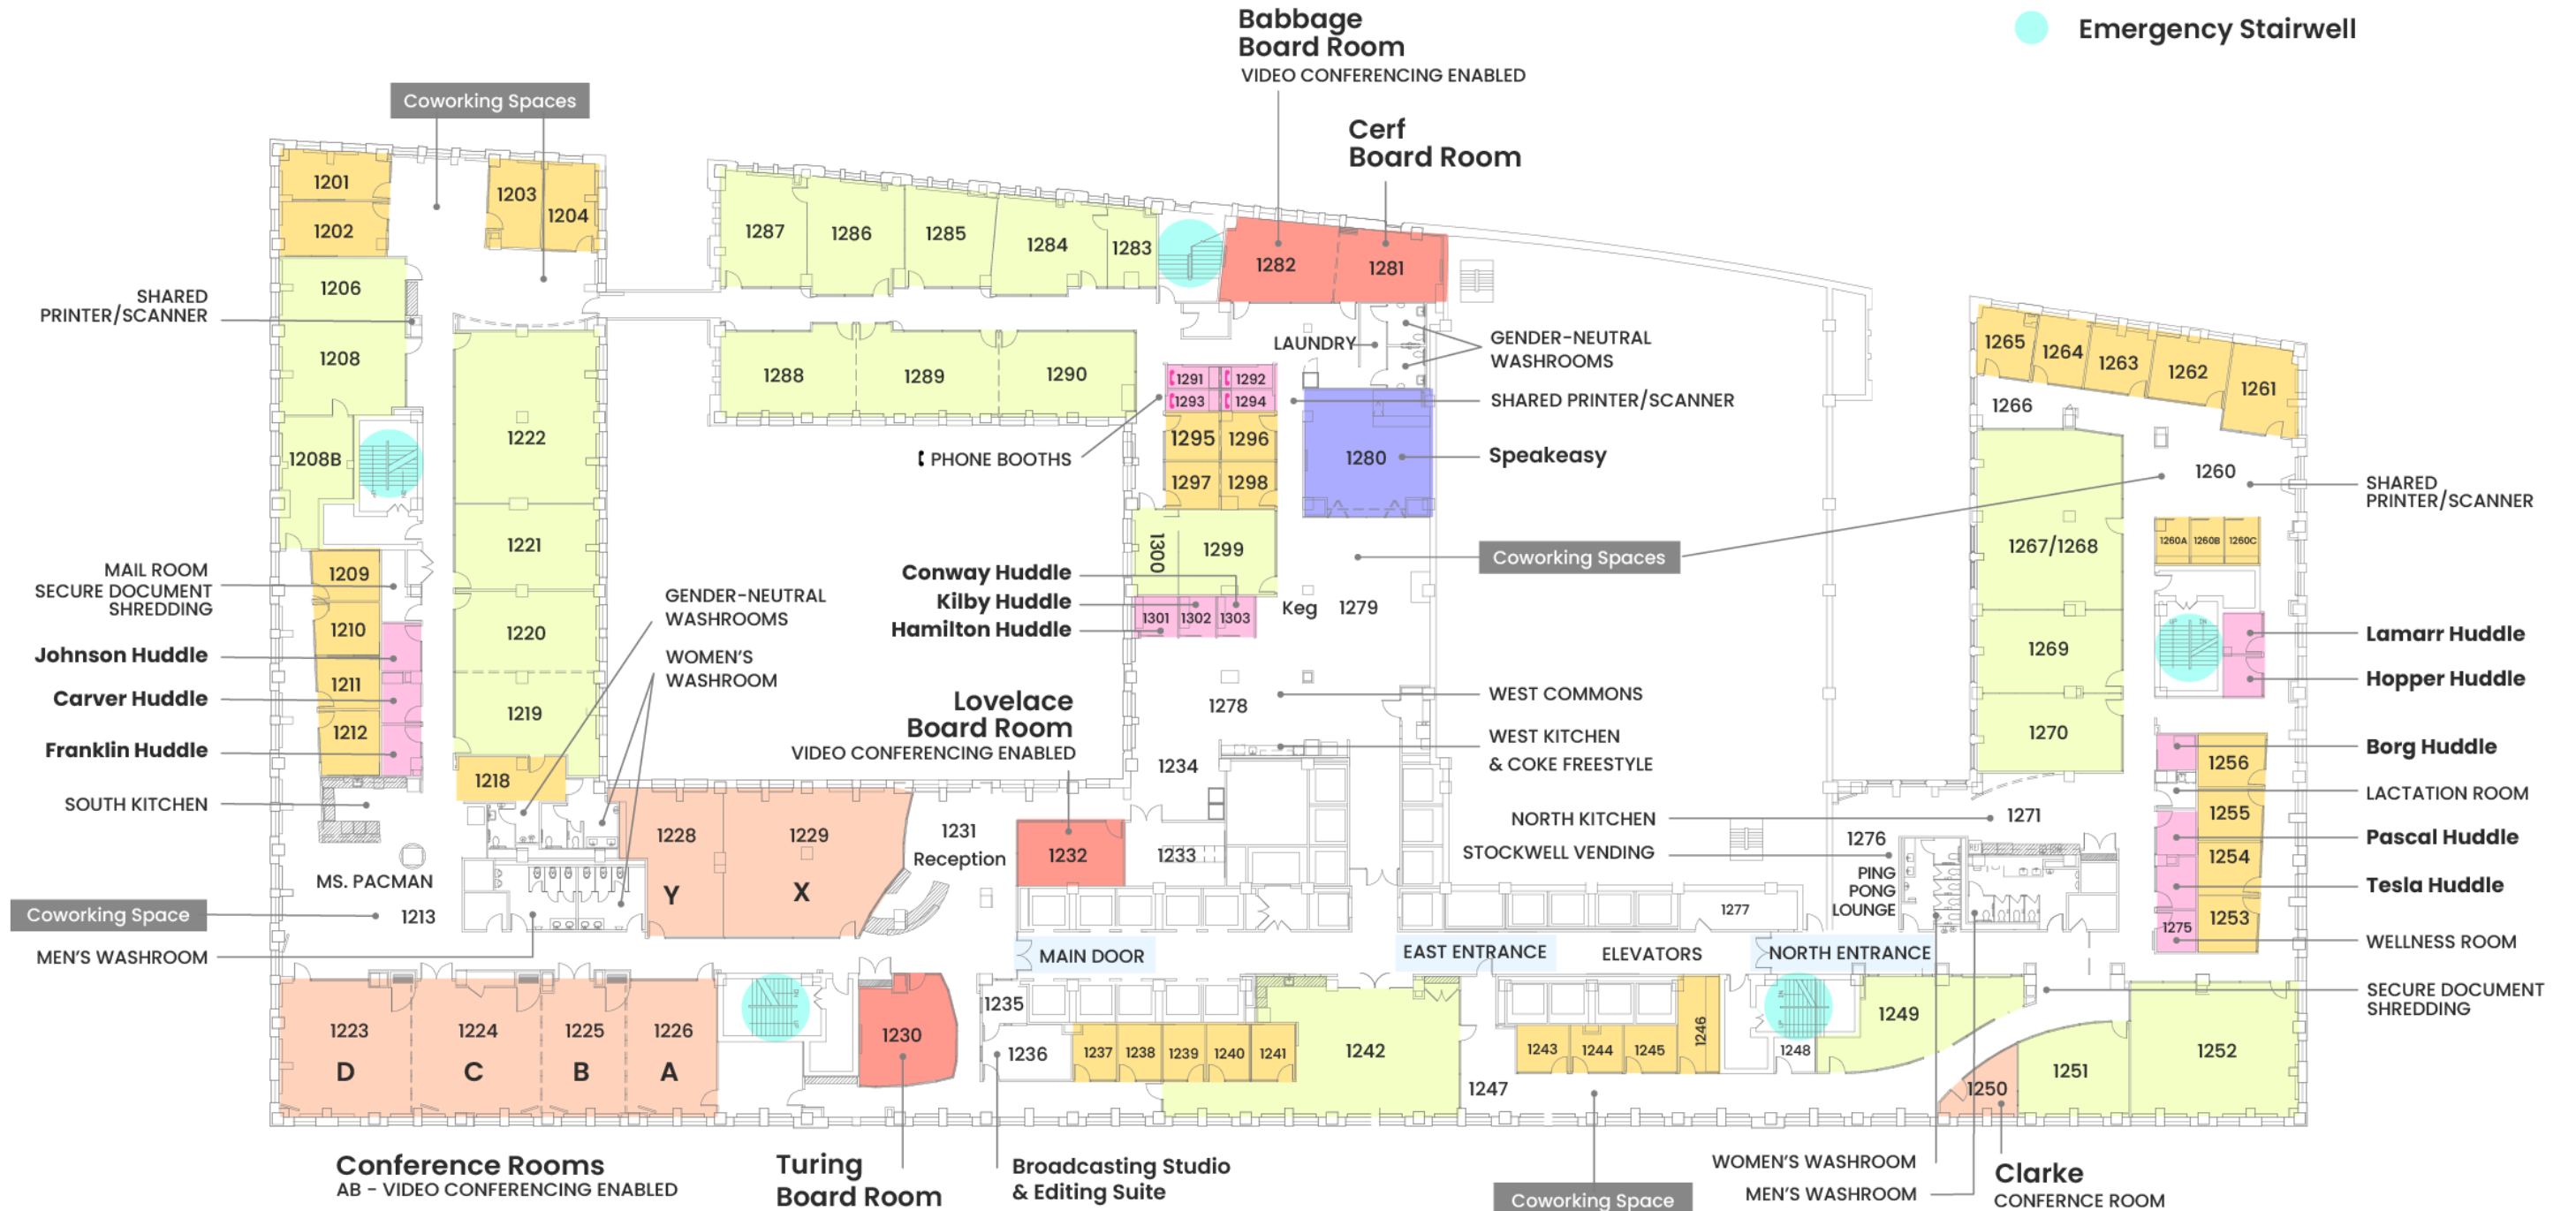 Babbage
Board Room
VIDEO CONFERENCING ENABLED
Emergency Stairwell
Coworking Spaces
Cerf
Board Room
1201
1202
1203
1204
1206
1208
1208B
SHARED
PRINTER/SCANNER
1287
1286
1285
1284
1283
1282
1281
1288
1289
1290
LAUNDRY
GENDER-NEUTRAL
WASHROOMS
1291
1292
1293
1294
SHARED PRINTER/SCANNER
PHONE BOOTHS
1295
1296
1297
1298
1280
Speakeasy
1300
1299
Coworking Spaces
1265
1264
1263
1262
1261
1266
1260
SHARED
PRINTER/SCANNER
1267/1268
1260A
1260B
1260C
1222
1221
1220
1219
1218
MAIL ROOM
SECURE DOCUMENT
SHREDDING
1209
1210
1211
1212
Johnson Huddle
Carver Huddle
Franklin Huddle
SOUTH KITCHEN
GENDER-NEUTRAL
WASHROOMS
WOMEN'S
WASHROOM
Conway Huddle
Kilby Huddle
Hamilton Huddle
1301
1302
1303
Keg
1279
1278
WEST COMMONS
WEST KITCHEN
& COKE FREESTYLE
Lovelace
Board Room
VIDEO CONFERENCING ENABLED
1234
1233
1232
1231
Reception
1228
Y
1229
X
1269
1270
Lamarr Huddle
Hopper Huddle
Borg Huddle
LACTATION ROOM
Pascal Huddle
Tesla Huddle
WELLNESS ROOM
1256
1255
1254
1253
1275
NORTH KITCHEN
STOCKWELL VENDING
1271
1276
PING
PONG
LOUNGE
1277
MS. PACMAN
1213
Coworking Space
MEN'S WASHROOM
MAIN DOOR
EAST ENTRANCE
ELEVATORS
NORTH ENTRANCE
SECURE DOCUMENT
SHREDDING
1223
D
1224
C
1225
B
1226
A
1230
1235
1236
1237
1238
1239
1240
1241
1242
1243
1244
1245
1246
1247
1248
1249
1250
1251
1252
Conference Rooms
AB - VIDEO CONFERENCING ENABLED
Turing
Board Room
Broadcasting Studio
& Editing Suite
Coworking Space
WOMEN'S WASHROOM
MEN'S WASHROOM
Clarke
CONFERNCE ROOM